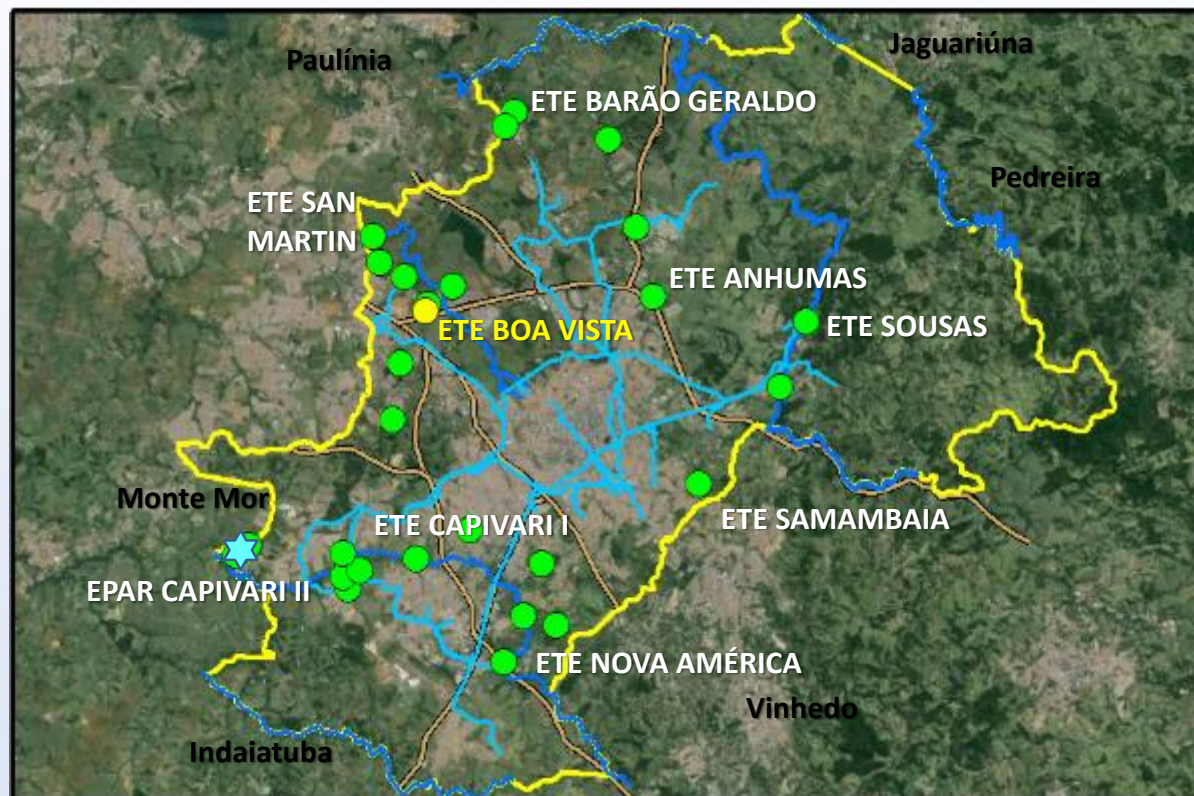 Jaguariúna
Paulínia
ETE BARÃO GERALDO
Pedreira
ETE SAN
MARTIN
ETE ANHUMAS
ETE SOUSAS
ETE BOA VISTA
Monte Mor
ETE CAPIVARI I
ETE SAMAMBAIA
EPAR CAPIVARI II
ETE NOVA AMÉRICA
Vinhedo
Indaiatuba